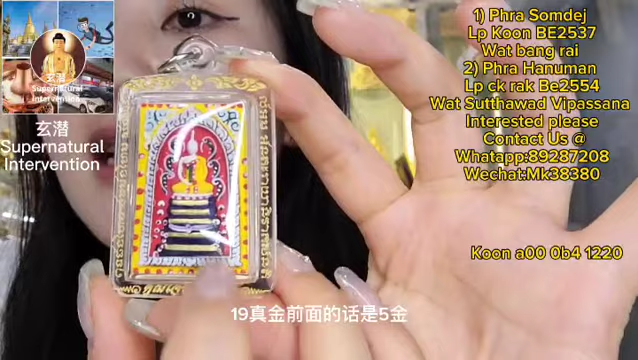 玄潜
Supernatural
Intervention
玄潜
Supernatural
Intervention
1) Phra Somdej
Lp Koon BE2537
Wat bang rai
2) Phra Hanuman
Lp ck rak Be2554
Wat Sutthawad Vipassana
Interested please
Contact Us @
Whatapp:89287208
Wechat:Mk38380
Koon a00 0b4 1220
19真金前面的话是5金